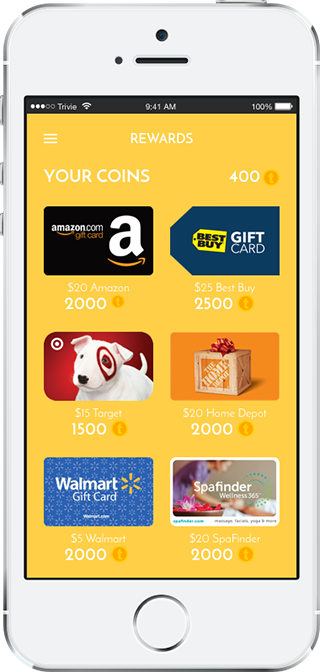 Trivie 9:41 AM 100%
REWARDS
YOUR COINS 400 t
amazon.com
gift card
a
$20 Amazon
2000 t
BEST
BUY
GIFT
CARD
$25 Best Buy
2500 t
$15 Target
1500 t
THE
HOME
DEPOT
$20 Home Depot
2000 t
Walmart
Gift Card
Walmart.com
$5 Walmart
2000 t
Spafinder
Wellness365
spafinder.com massage, facials, yoga & more
$20 SpaFinder
2000 t